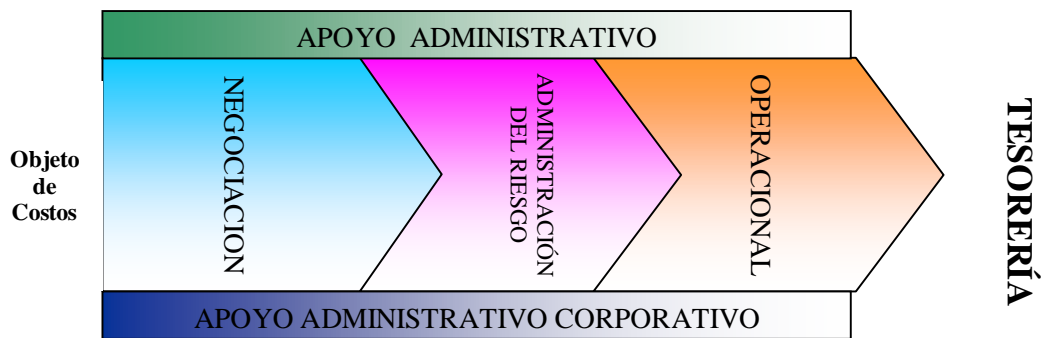 APOYO ADMINISTRATIVO
Objeto
de
Costos
NEGOCIACION
ADMINISTRACIÓN
DEL RIESGO
OPERACIONAL
TESORERÍA
APOYO ADMINISTRATIVO CORPORATIVO